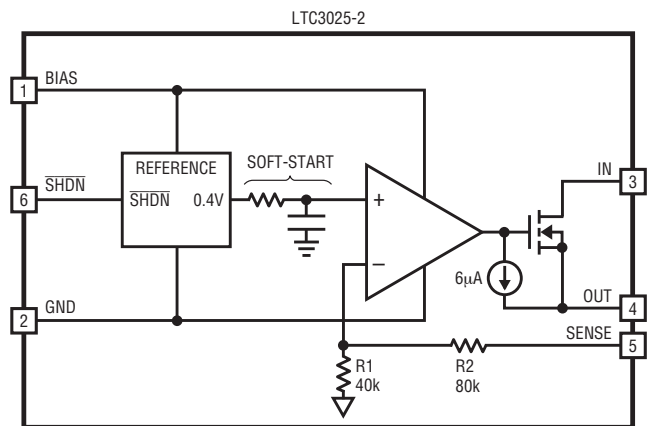 LTC3025-2
1 BIAS
SOFT-START
REFERENCE
IN 3
6 SHDN
SHDN 0.4V
+
–
6µA
OUT 4
2 GND
SENSE 5
R1
40k
R2
80k